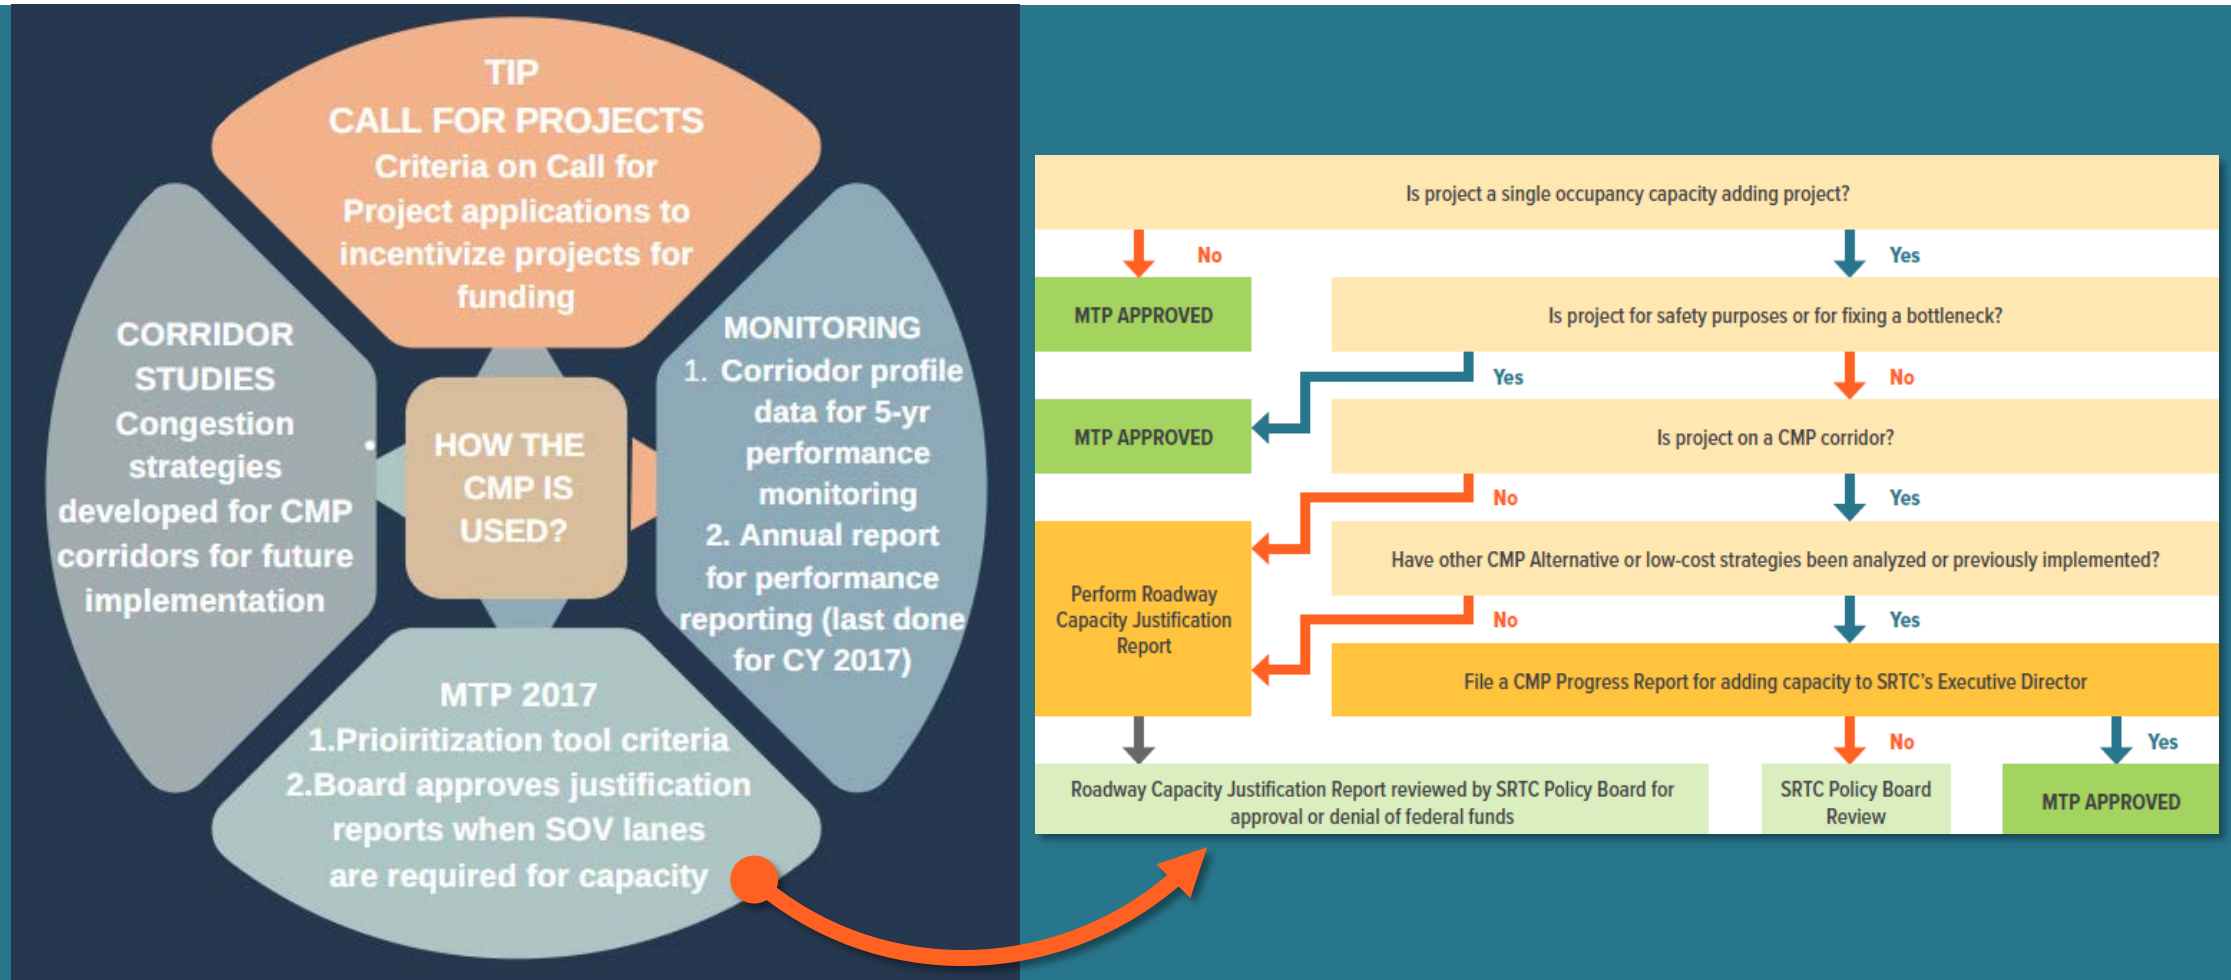 TIP
CALL FOR PROJECTS
Criteria on Call for
Project applications to
incentivize projects for
funding
CORRIDOR
STUDIES
Congestion
strategies
developed for CMP
corridors for future
implementation
HOW THE
CMP IS
USED?
MONITORING
1. Corriodor profile
data for 5-yr
performance
monitoring
2. Annual report
for performance
reporting (last done
for CY 2017)
MTP 2017
1.Prioiritization tool criteria
2.Board approves justification
reports when SOV lanes
are required for capacity
Is project a single occupancy capacity adding project?
No
Yes
MTP APPROVED
Is project for safety purposes or for fixing a bottleneck?
Yes
No
MTP APPROVED
Is project on a CMP corridor?
No
Yes
Have other CMP Alternative or low-cost strategies been analyzed or previously implemented?
Perform Roadway
Capacity Justification
Report
No
Yes
File a CMP Progress Report for adding capacity to SRTC's Executive Director
No
Yes
Roadway Capacity Justification Report reviewed by SRTC Policy Board for
approval or denial of federal funds
SRTC Policy Board
Review
MTP APPROVED